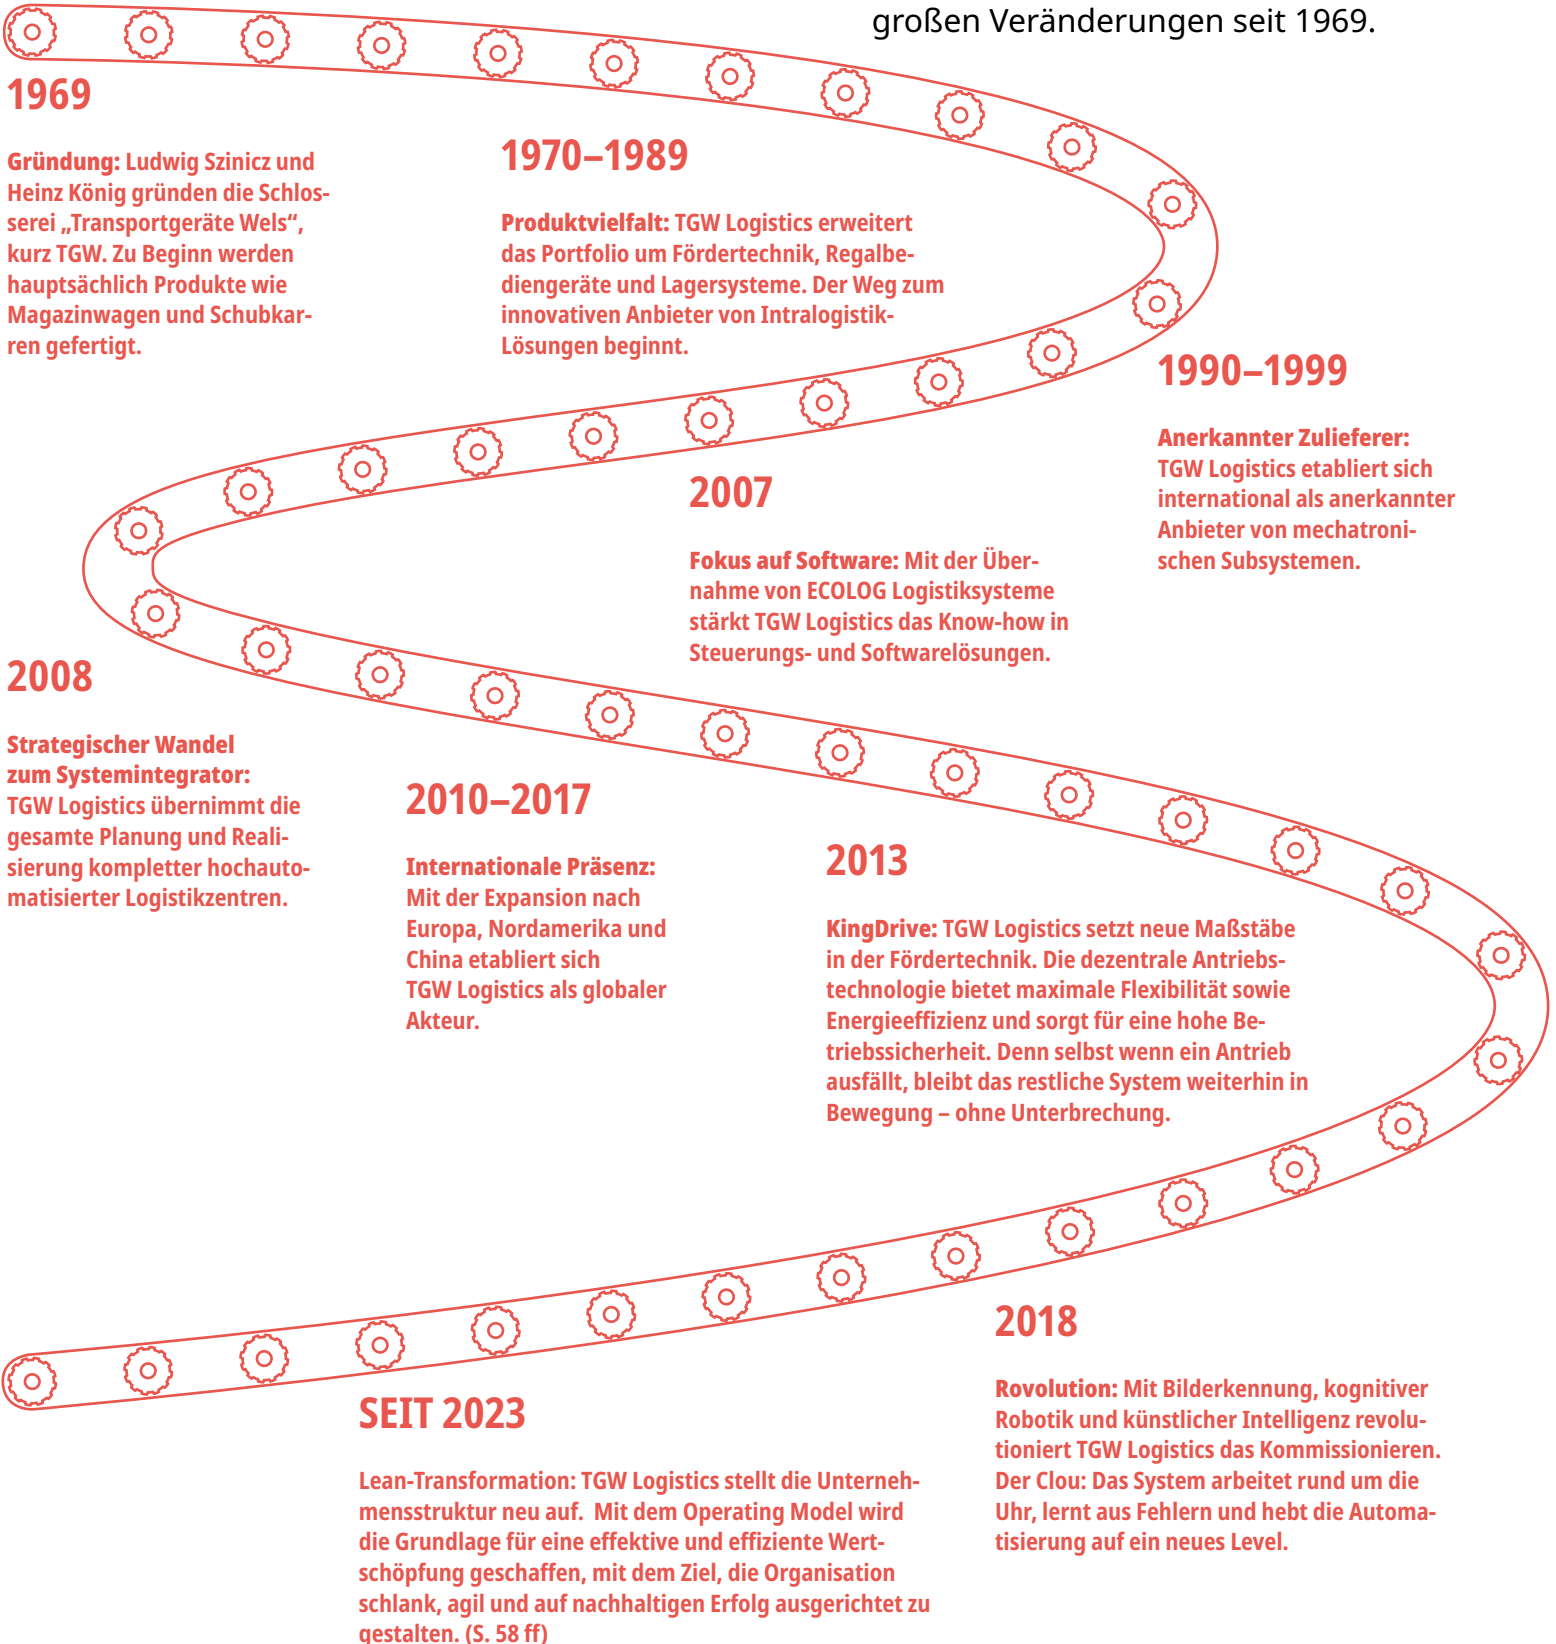 großen Veränderungen seit 1969.
1969
Gründung: Ludwig Szinicz und
Heinz König gründen die Schlos-
serei „Transportgeräte Wels“,
kurz TGW. Zu Beginn werden
hauptsächlich Produkte wie
Magazinwagen und Schubkar-
ren gefertigt.
1970–1989
Produktvielfalt: TGW Logistics erweitert
das Portfolio um Fördertechnik, Regalbe-
diengeräte und Lagersysteme. Der Weg zum
innovativen Anbieter von Intralogistik-
Lösungen beginnt.
1990–1999
Anerkannter Zulieferer:
TGW Logistics etabliert sich
international als anerkannter
Anbieter von mechatroni-
schen Subsystemen.
2007
Fokus auf Software: Mit der Über-
nahme von ECOLOG Logistiksysteme
stärkt TGW Logistics das Know-how in
Steuerungs- und Softwarelösungen.
2008
Strategischer Wandel
zum Systemintegrator:
TGW Logistics übernimmt die
gesamte Planung und Reali-
sierung kompletter hochauto-
matisierter Logistikzentren.
2010–2017
Internationale Präsenz:
Mit der Expansion nach
Europa, Nordamerika und
China etabliert sich
TGW Logistics als globaler
Akteur.
2013
KingDrive: TGW Logistics setzt neue Maßstäbe
in der Fördertechnik. Die dezentrale Antriebs-
technologie bietet maximale Flexibilität sowie
Energieeffizienz und sorgt für eine hohe Be-
triebssicherheit. Denn selbst wenn ein Antrieb
ausfällt, bleibt das restliche System weiterhin in
Bewegung – ohne Unterbrechung.
2018
Rovolution: Mit Bilderkennung, kognitiver
Robotik und künstlicher Intelligenz revolu-
tioniert TGW Logistics das Kommissionieren.
Der Clou: Das System arbeitet rund um die
Uhr, lernt aus Fehlern und hebt die Automa-
tisierung auf ein neues Level.
SEIT 2023
Lean-Transformation: TGW Logistics stellt die Unterneh-
mensstruktur neu auf.  Mit dem Operating Model wird
die Grundlage für eine effektive und effiziente Wert-
schöpfung geschaffen, mit dem Ziel, die Organisation
schlank, agil und auf nachhaltigen Erfolg ausgerichtet zu
gestalten. (S. 58 ff)